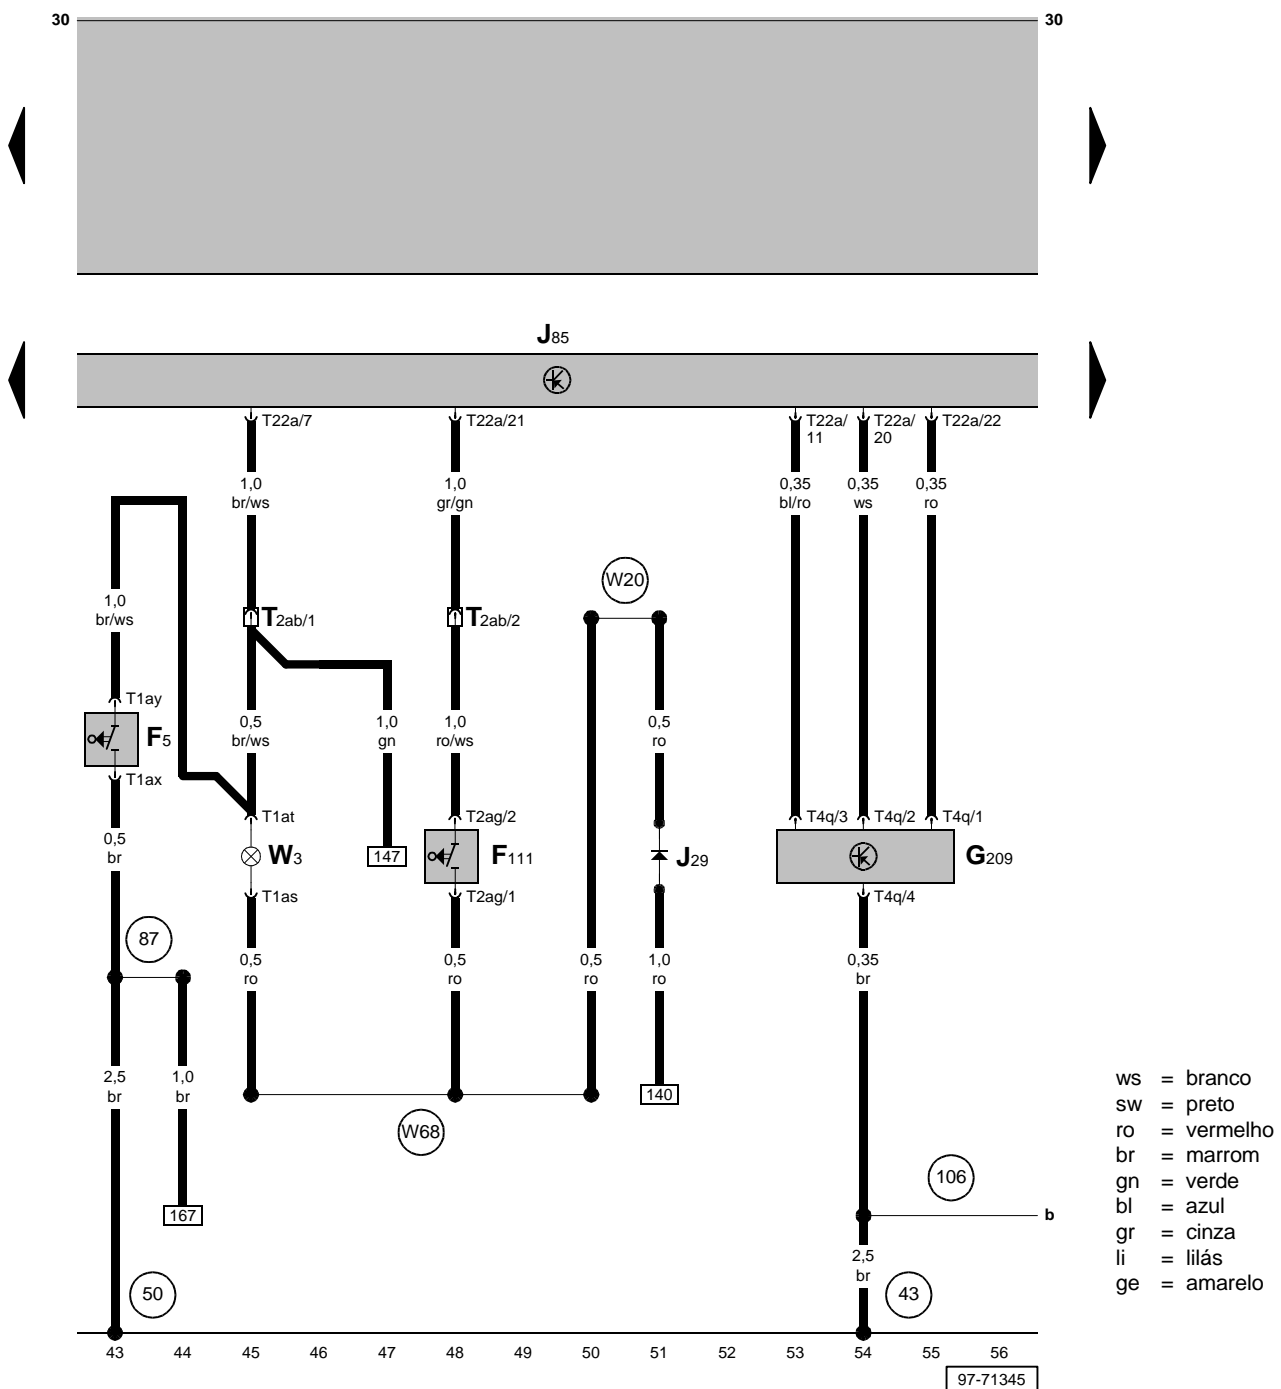 30 30
J85
T22a/7 T22a/21 T22a/ 11 T22a/ 20 T22a/22
1,0 br/ws 1,0 gr/gn 0,35 bl/ro 0,35 ws 0,35 ro
W20
1,0 br/ws T2ab/1 T2ab/2
T1ay
F5 0,5 br/ws 1,0 gn 1,0 ro/ws 0,5 ro
T1ax
T1at T2ag/2 T4q/3 T4q/2 T4q/1
0,5 br W3 147 F111 J29 G209
T1as T2ag/1 T4q/4
87
0,5 ro 0,5 ro 0,5 ro 1,0 ro 0,35 br
2,5 br 1,0 br 140
W68
167
106
b
2,5 br
50 43
43 44 45 46 47 48 49 50 51 52 53 54 55 56
97-71345
ws = branco
sw = preto
ro = vermelho
br = marrom
gn = verde
bl = azul
gr = cinza
li = lilás
ge = amarelo